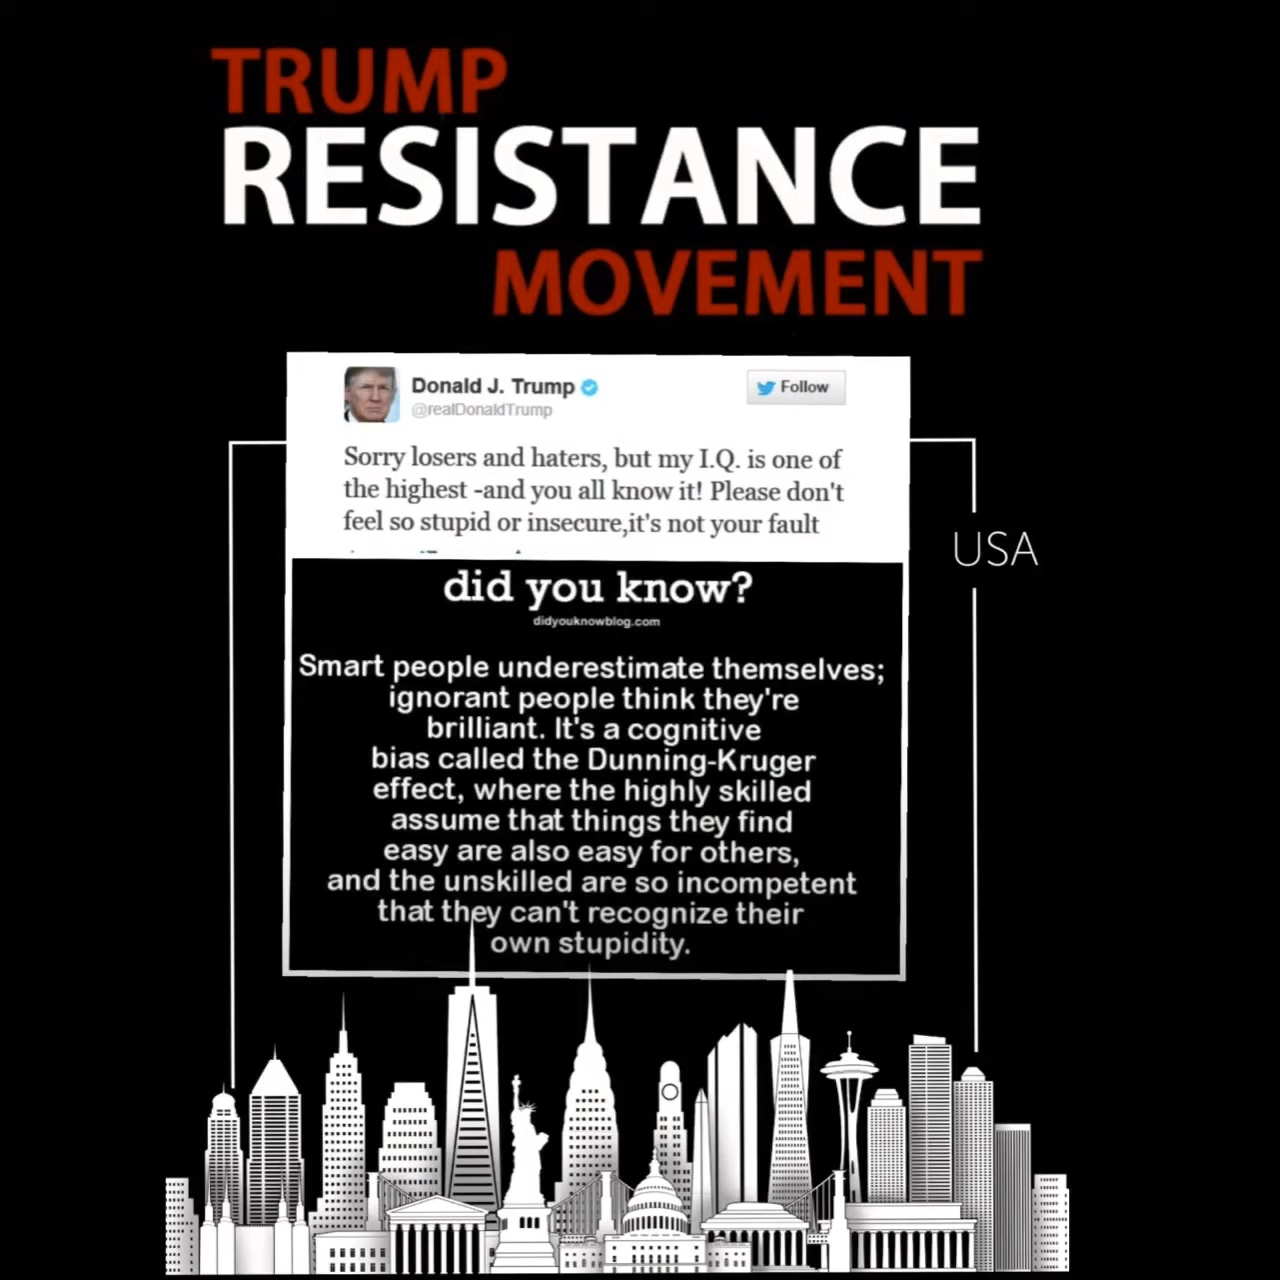 TRUMP
RESISTANCE
MOVEMENT
Donald J. Trump
@realDonaldTrump
Follow
Sorry losers and haters, but my I.Q. is one of
the highest -and you all know it! Please don't
feel so stupid or insecure,it's not your fault
USA
did you know?
didyouknowblog.com
Smart people underestimate themselves;
ignorant people think they're
brilliant. It's a cognitive
bias called the Dunning-Kruger
effect, where the highly skilled
assume that things they find
easy are also easy for others,
and the unskilled are so incompetent
that they can't recognize their
own stupidity.